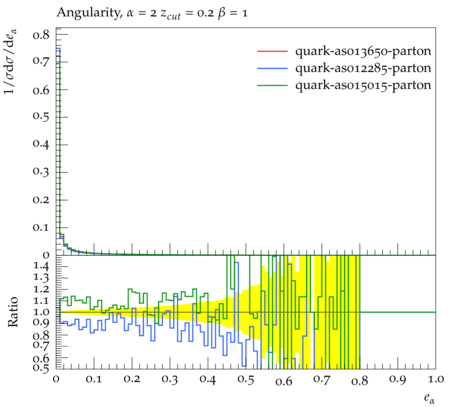 Angularity, α = 2 z_cut = 0.2 β = 1
1/σdσ/de_α
0.8
0.7
0.6
0.5
0.4
0.3
0.2
0.1
0
quark-as013650-parton
quark-as012285-parton
quark-as015015-parton
Ratio
1.4
1.3
1.2
1.1
1.0
0.9
0.8
0.7
0.6
0.5
0 0.1 0.2 0.3 0.4 0.5 0.6 0.7 0.8 0.9 1.0
e_α